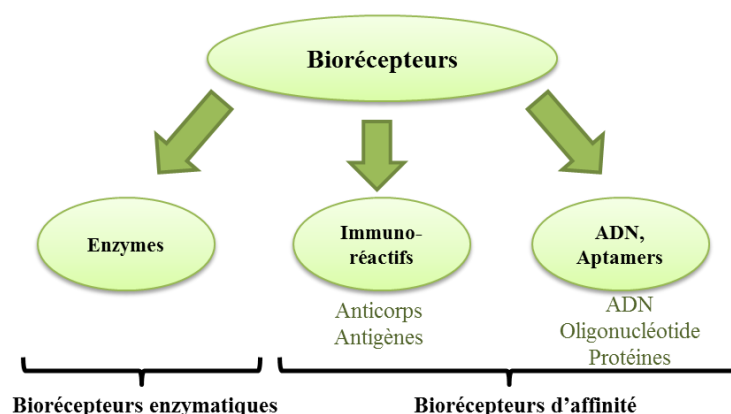 Biorécepteurs
Enzymes
Immuno-
réactifs
ADN,
Aptamers
Anticorps
Antigènes
ADN
Oligonucléotide
Protéines
Biorécepteurs enzymatiques
Biorécepteurs d’affinité